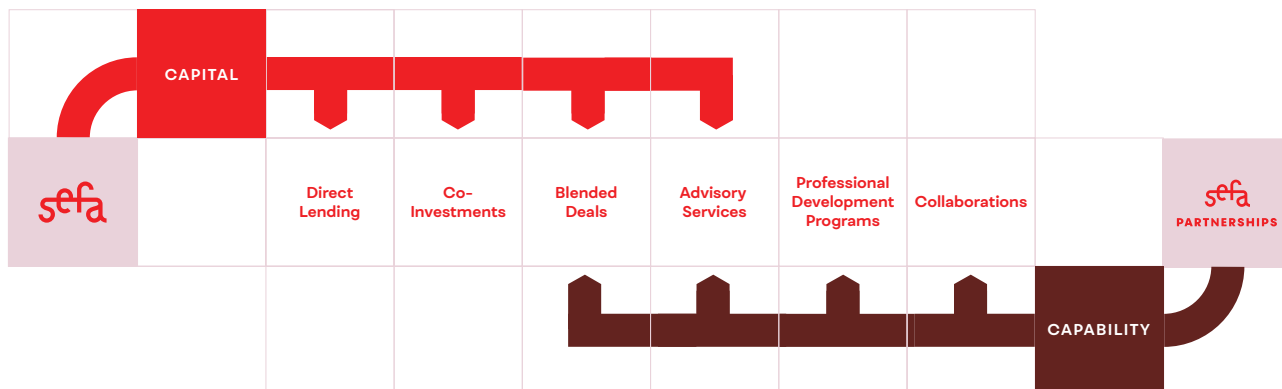 CAPITAL
sefa
Direct
Lending
Co-
Investments
Blended
Deals
Advisory
Services
Professional
Development
Programs
Collaborations
sefa
PARTNERSHIPS
CAPABILITY